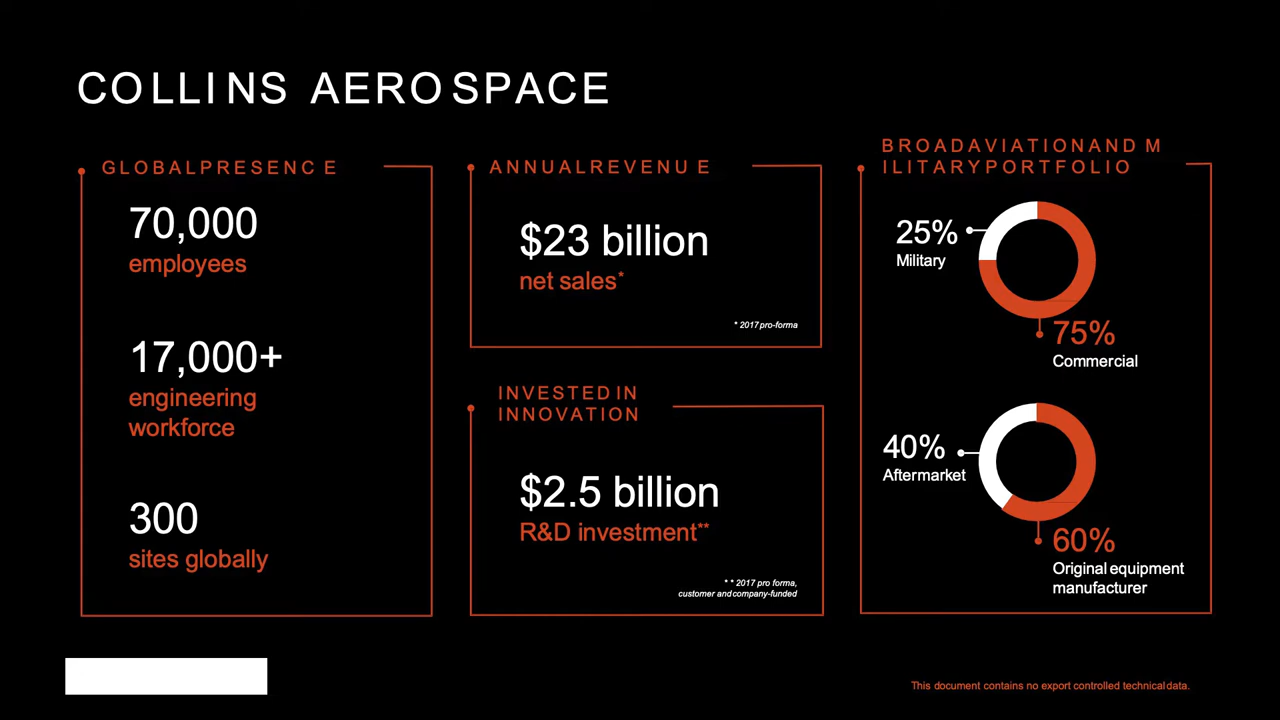 COLLINS AEROSPACE
GLOBALPRESENC E
70,000
employees
17,000+
engineering
workforce
300
sites globally
ANNUALREVENU E
$23 billion
net sales*
* 2017 pro-forma
INVESTED IN
INNOVATION
$2.5 billion
R&D investment**
* * 2017 pro forma,
customer and company-funded
BROADAVIATIONAND M
ILITARYPORTFOLIO
25%
Military
75%
Commercial
40%
Aftermarket
60%
Original equipment
manufacturer
This document contains no export controlled technical data.